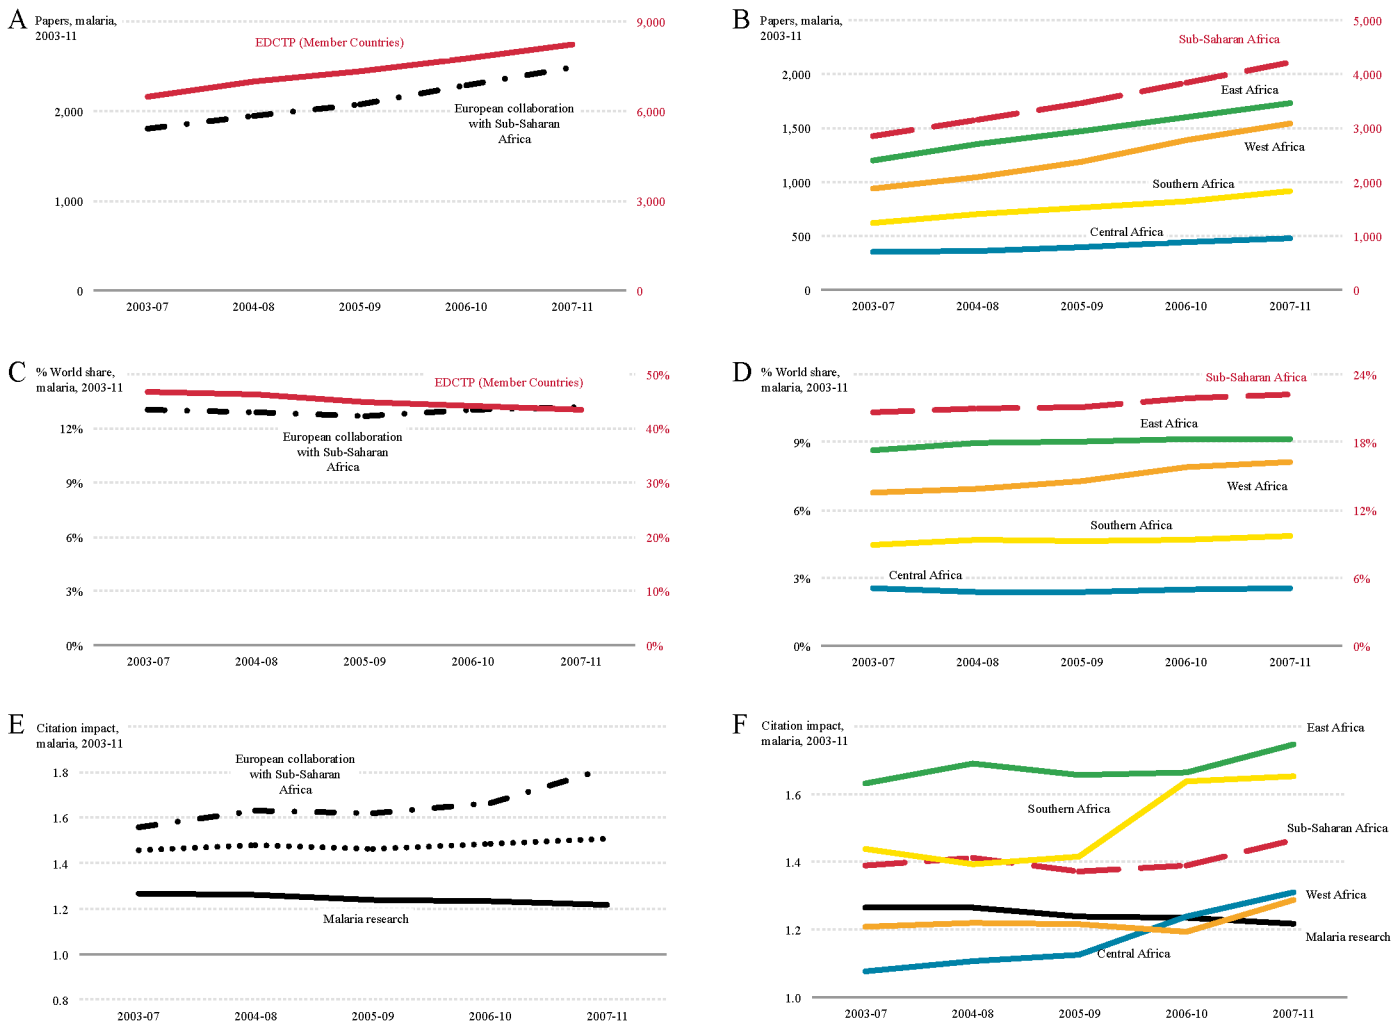 A
Papers, malaria,
2003-11
9,000
EDCTP (Member Countries)
2,000
6,000
European collaboration
with Sub-Saharan
Africa
1,000
3,000
0
0
2003-07
2004-08
2005-09
2006-10
2007-11
B
Papers, malaria,
2003-11
5,000
Sub-Saharan Africa
2,000
4,000
East Africa
1,500
3,000
West Africa
1,000
2,000
Southern Africa
500
1,000
Central Africa
0
0
2003-07
2004-08
2005-09
2006-10
2007-11
C
% World share,
malaria, 2003-11
50%
EDCTP (Member Countries)
12%
40%
European collaboration
with Sub-Saharan
Africa
9%
30%
6%
20%
3%
10%
0%
0%
2003-07
2004-08
2005-09
2006-10
2007-11
D
% World share,
malaria, 2003-11
24%
Sub-Saharan Africa
East Africa
9%
18%
West Africa
6%
12%
Southern Africa
Central Africa
3%
6%
0%
0%
2003-07
2004-08
2005-09
2006-10
2007-11
E
Citation impact,
malaria, 2003-11
European collaboration
with Sub-Saharan
Africa
1.8
1.6
1.4
1.2
Malaria research
1.0
0.8
2003-07
2004-08
2005-09
2006-10
2007-11
F
Citation impact,
malaria, 2003-11
East Africa
1.6
Southern Africa
Sub-Saharan Africa
1.4
West Africa
1.2
Malaria research
Central Africa
1.0
2003-07
2004-08
2005-09
2006-10
2007-11